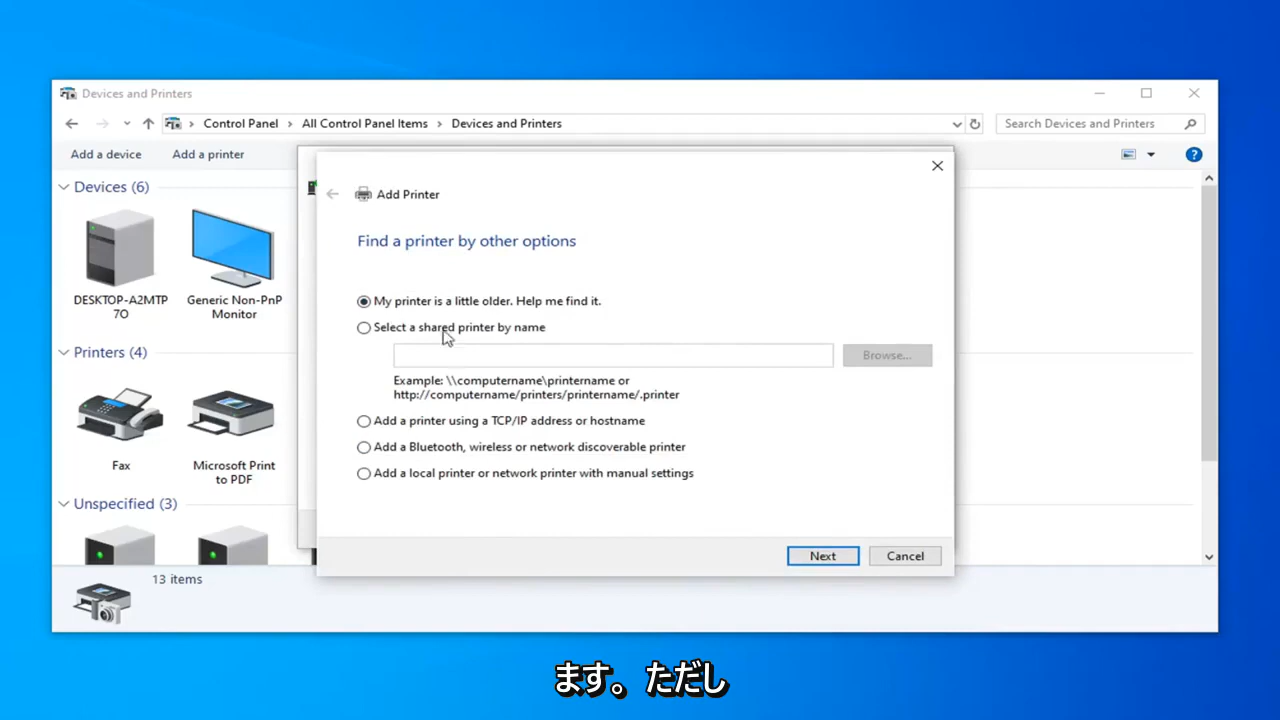 Devices and Printers
Control Panel > All Control Panel Items > Devices and Printers
Search Devices and Printers
Add a device Add a printer
Devices (6)
DESKTOP-A2MTP
7O
Generic Non-PnP
Monitor
Printers (4)
Fax
Microsoft Print
to PDF
Unspecified (3)
13 items
Add Printer
Find a printer by other options
My printer is a little older. Help me find it.
Select a shared printer by name
Browse...
Example: \\computername\printername or
http://computername/printers/printername/.printer
Add a printer using a TCP/IP address or hostname
Add a Bluetooth, wireless or network discoverable printer
Add a local printer or network printer with manual settings
Next
Cancel
ます。ただし